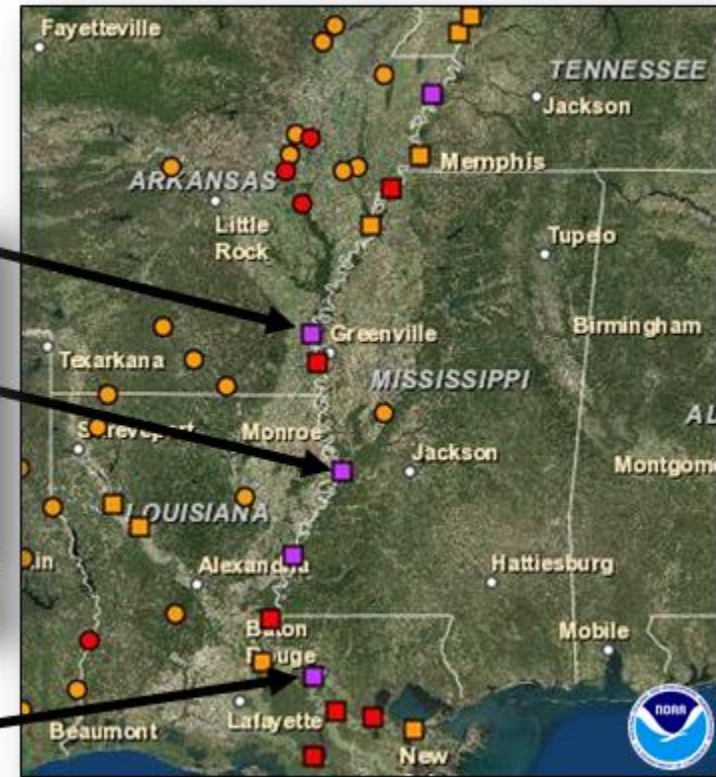 Fayetteville
TENNESSEE
Jackson
Memphis
ARKANSAS
Little
Rock
Tupelo
Greenville
Birmingham
Texarkana
MISSISSIPPI
Monroe
Jackson
Montgom
LOUISIANA
Alexandria
Hattiesburg
Baton
Rouge
Mobile
Lafayette
Beaumont
New
NOAA